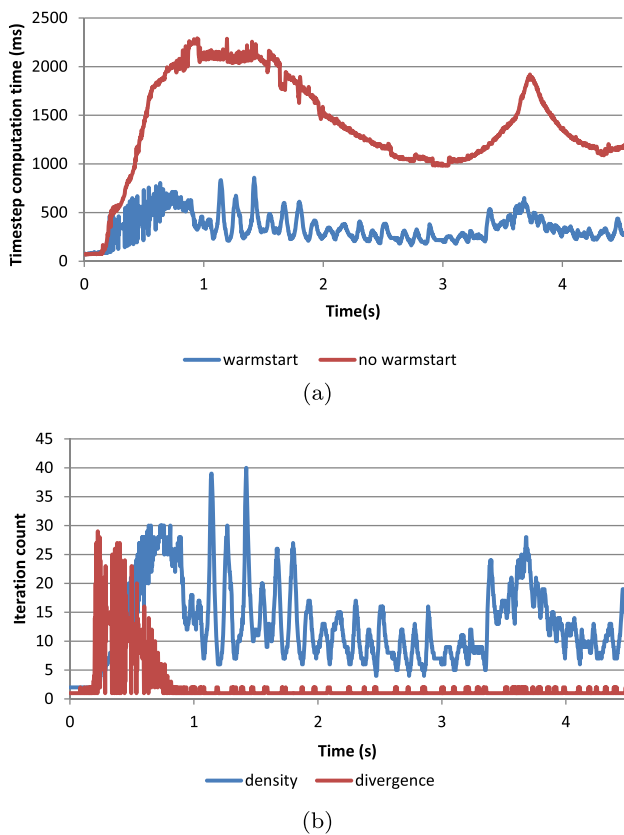 2500
2000
1500
1000
500
0
Timestep computation time (ms)
0 1 2 3 4
Time(s)
warmstart no warmstart
(a)
45
40
35
30
25
20
15
10
5
0
Iteration count
0 1 2 3 4
Time (s)
density divergence
(b)